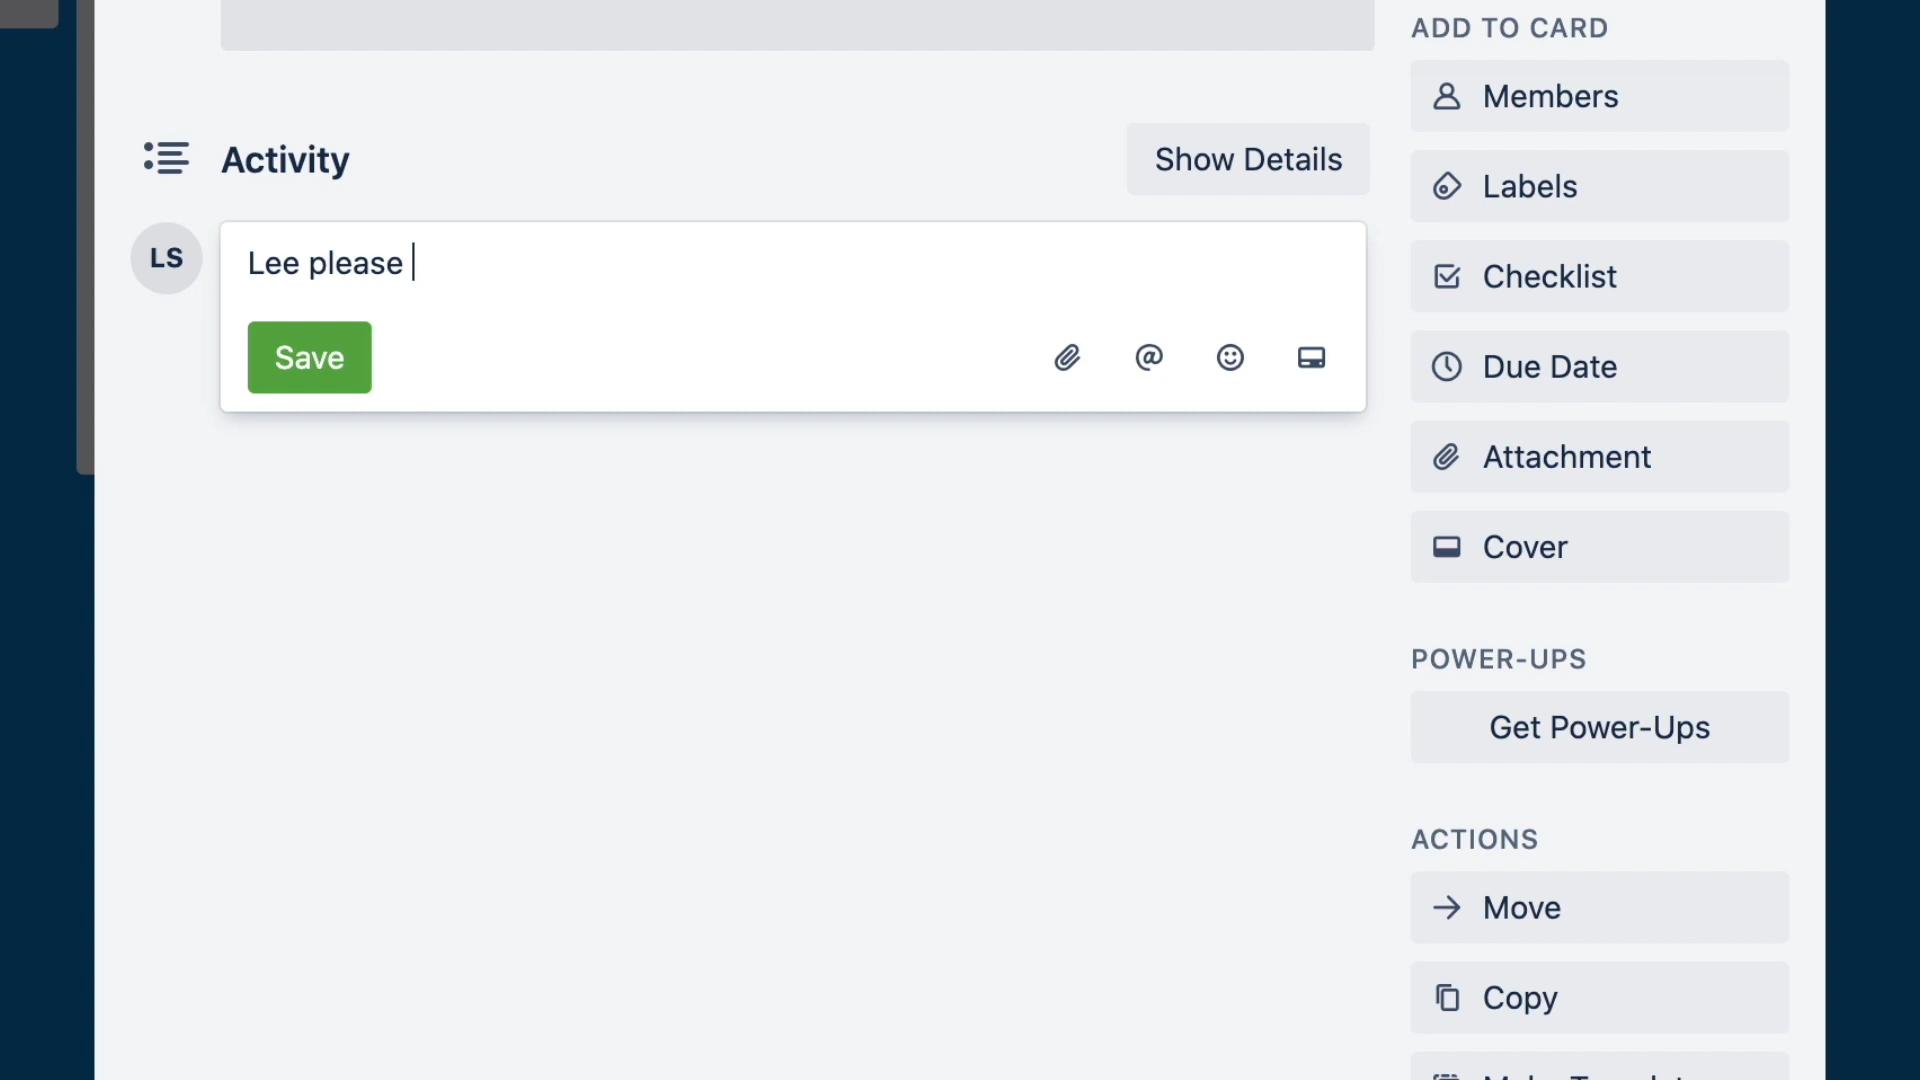 ADD TO CARD
Members
Activity
Show Details
Labels
LS
Lee please
Checklist
Save
@
Due Date
Attachment
Cover
POWER-UPS
Get Power-Ups
ACTIONS
Move
Copy